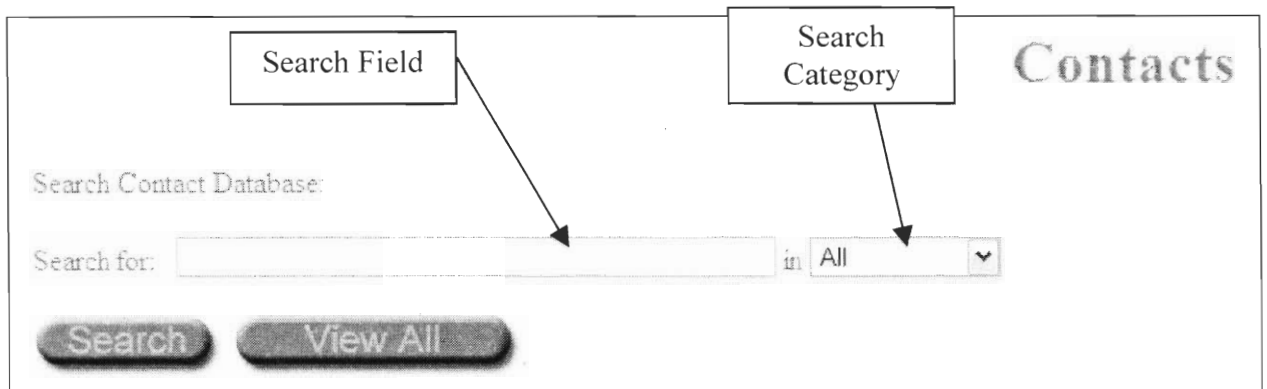 Search Field
Search
Category
Contacts
Search Contact Database:
Search for:
in
All
Search
View All